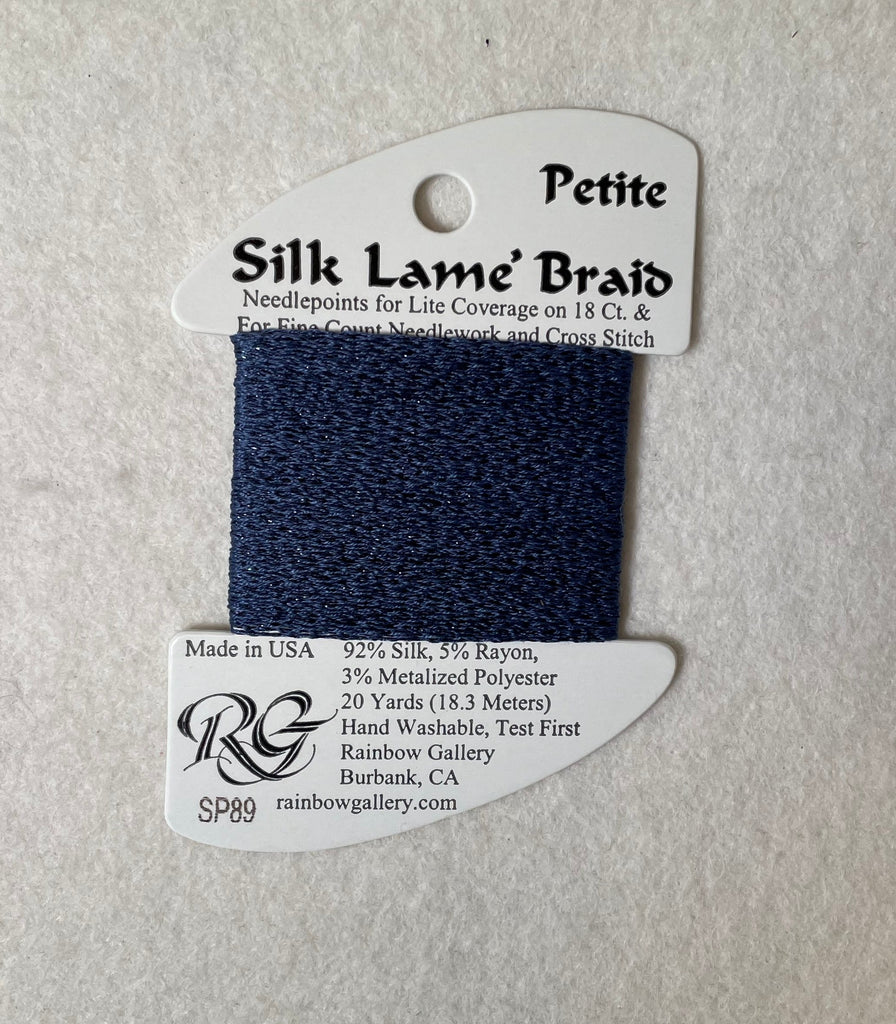 Petite
Silk Lame' Braid
Needlepoints for Lite Coverage on 18 Ct. &
For Fine Count Needlework and Cross Stitch
Made in USA
92% Silk, 5% Rayon,
3% Metalized Polyester
20 Yards (18.3 Meters)
Hand Washable, Test First
Rainbow Gallery
Burbank, CA
rainbowgallery.com
RG
SP89